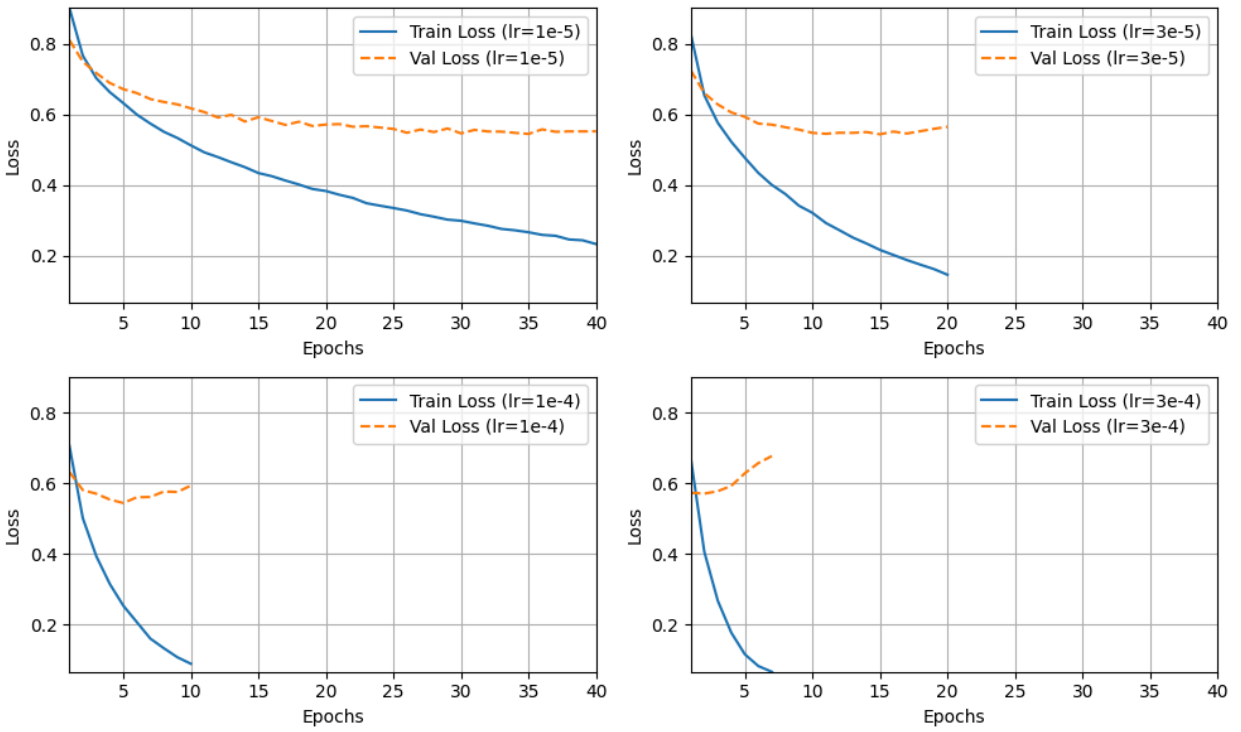 Train Loss (lr=1e-5)
Val Loss (lr=1e-5)
0.8
0.6
0.4
0.2
Loss
5 10 15 20 25 30 35 40
Epochs
Train Loss (lr=3e-5)
Val Loss (lr=3e-5)
0.8
0.6
0.4
0.2
Loss
5 10 15 20 25 30 35 40
Epochs
Train Loss (lr=1e-4)
Val Loss (lr=1e-4)
0.8
0.6
0.4
0.2
Loss
5 10 15 20 25 30 35 40
Epochs
Train Loss (lr=3e-4)
Val Loss (lr=3e-4)
0.8
0.6
0.4
0.2
Loss
5 10 15 20 25 30 35 40
Epochs